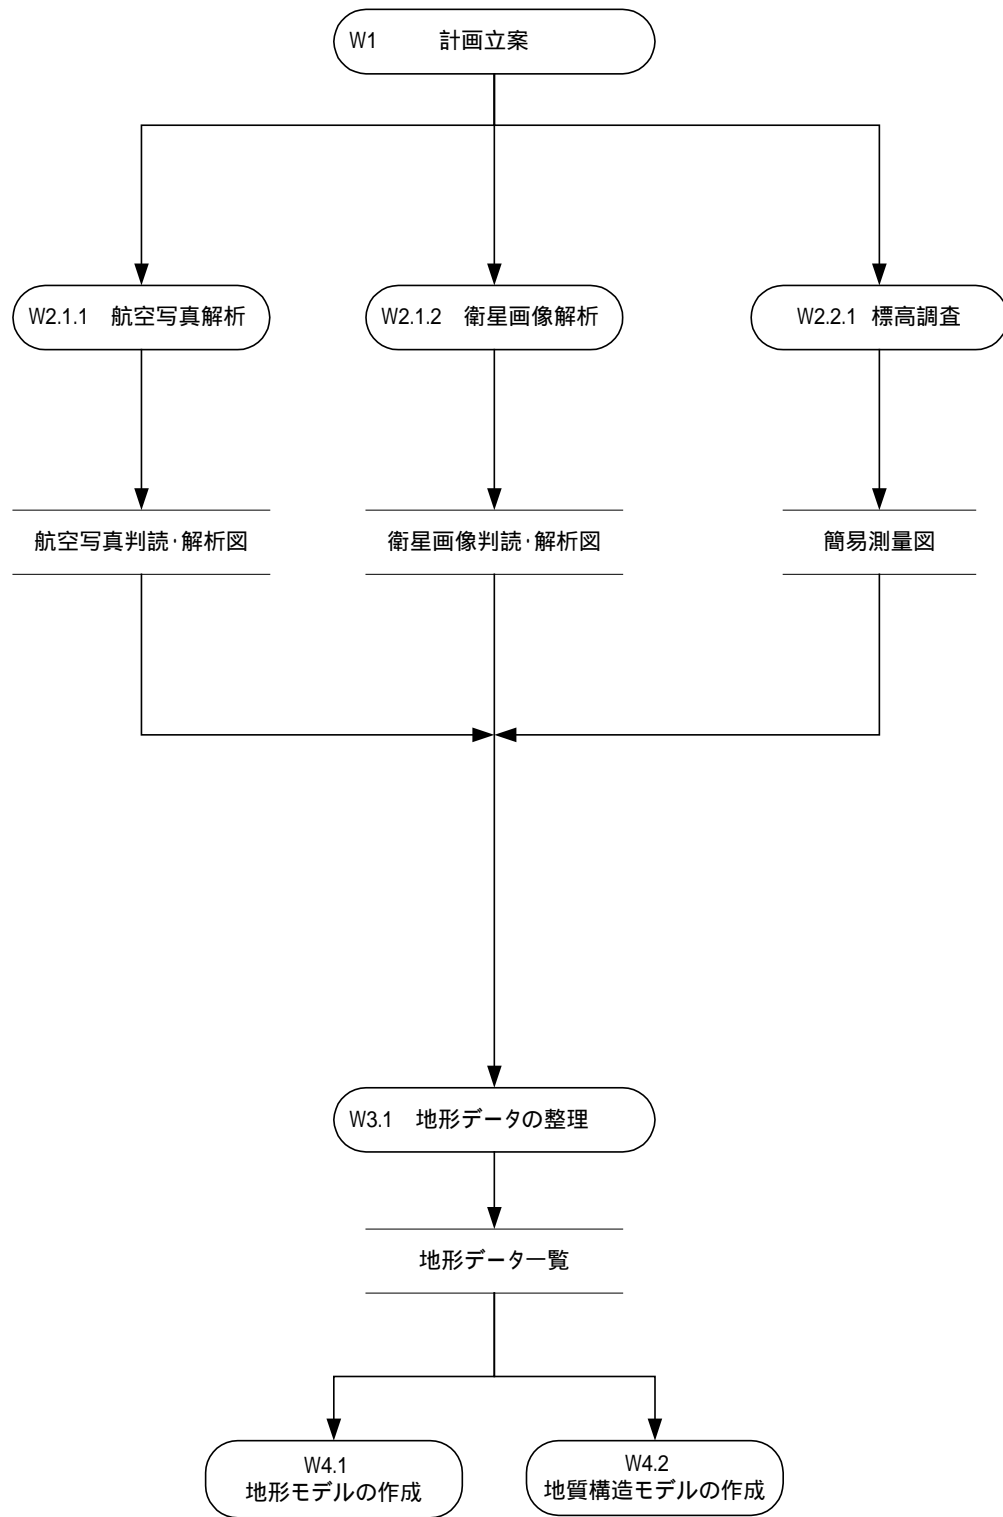 W1 計画立案
W2.1.1 航空写真解析
W2.1.2 衛星画像解析
W2.2.1 標高調査
航空写真判読・解析図
衛星画像判読・解析図
簡易測量図
W3.1 地形データの整理
地形データ一覧
W4.1
地形モデルの作成
W4.2
地質構造モデルの作成